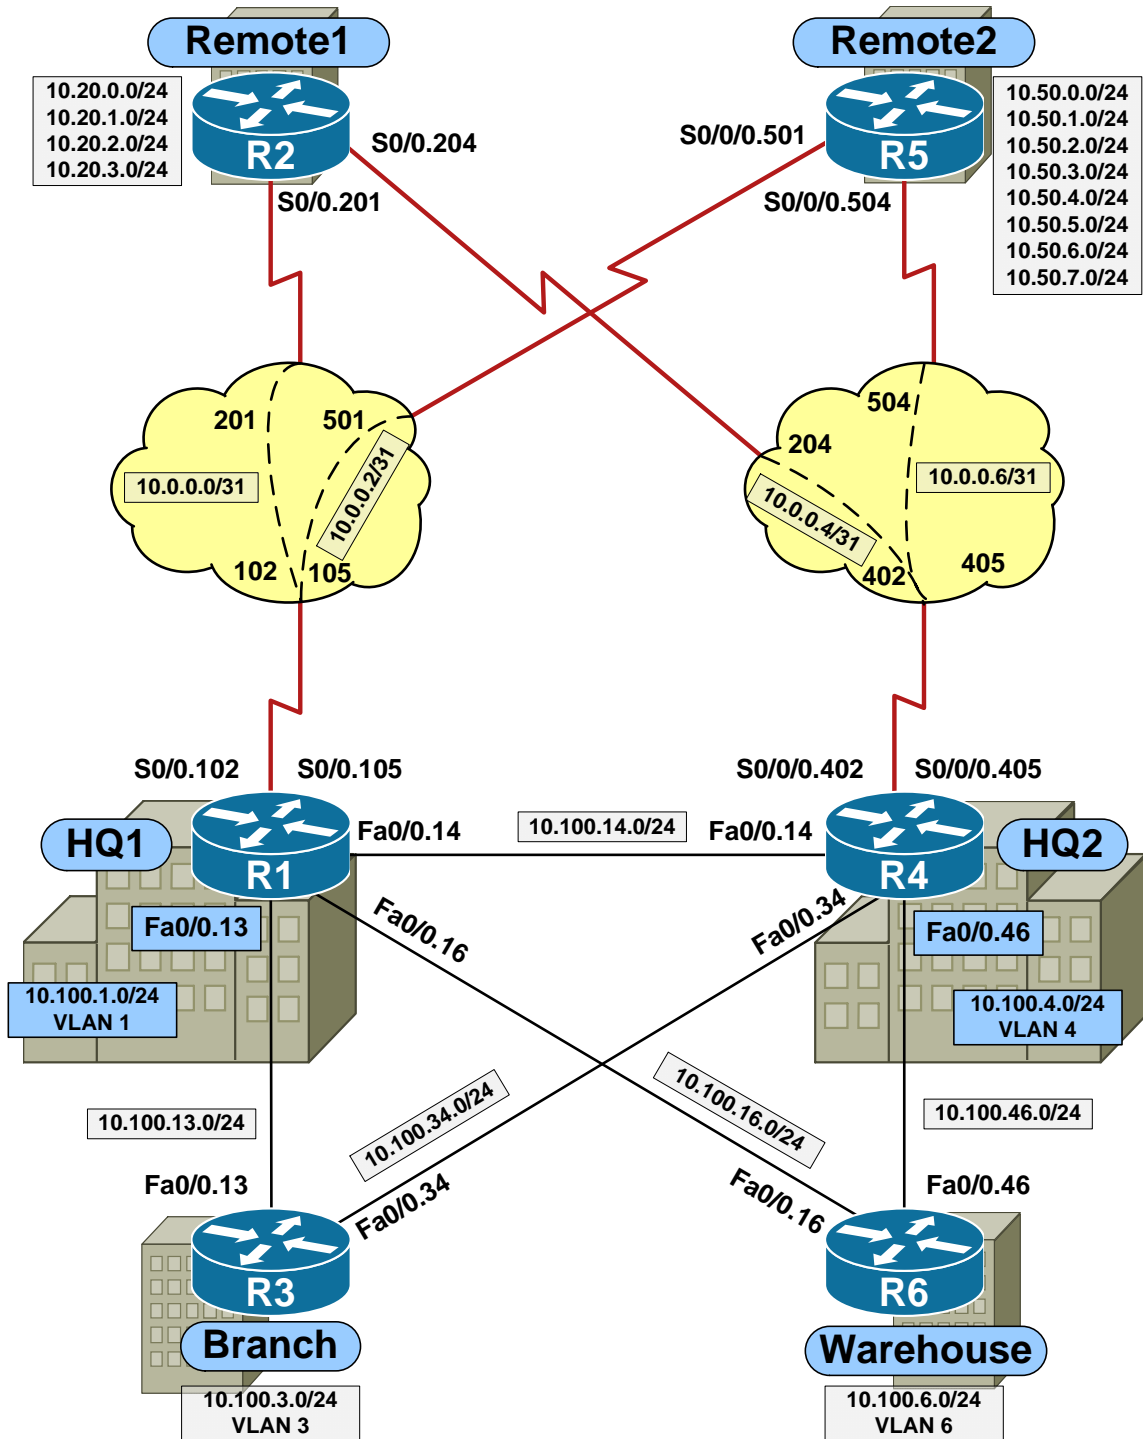 Remote1
Remote2
10.20.0.0/24
10.20.1.0/24
10.20.2.0/24
10.20.3.0/24
R2
S0/0.204
S0/0.201
S0/0/0.501
R5
S0/0/0.504
10.50.0.0/24
10.50.1.0/24
10.50.2.0/24
10.50.3.0/24
10.50.4.0/24
10.50.5.0/24
10.50.6.0/24
10.50.7.0/24
201
501
10.0.0.0/31
10.0.0.2/31
102
105
504
204
10.0.0.6/31
10.0.0.4/31
402
405
S0/0.102
S0/0.105
S0/0/0.402
S0/0/0.405
HQ1
R1
Fa0/0.14
10.100.14.0/24
Fa0/0.14
R4
HQ2
Fa0/0.13
Fa0/0.16
Fa0/0.34
Fa0/0.46
10.100.1.0/24
VLAN 1
10.100.4.0/24
VLAN 4
10.100.13.0/24
10.100.34.0/24
10.100.16.0/24
10.100.46.0/24
Fa0/0.13
Fa0/0.34
Fa0/0.16
Fa0/0.46
R3
R6
Branch
Warehouse
10.100.3.0/24
VLAN 3
10.100.6.0/24
VLAN 6